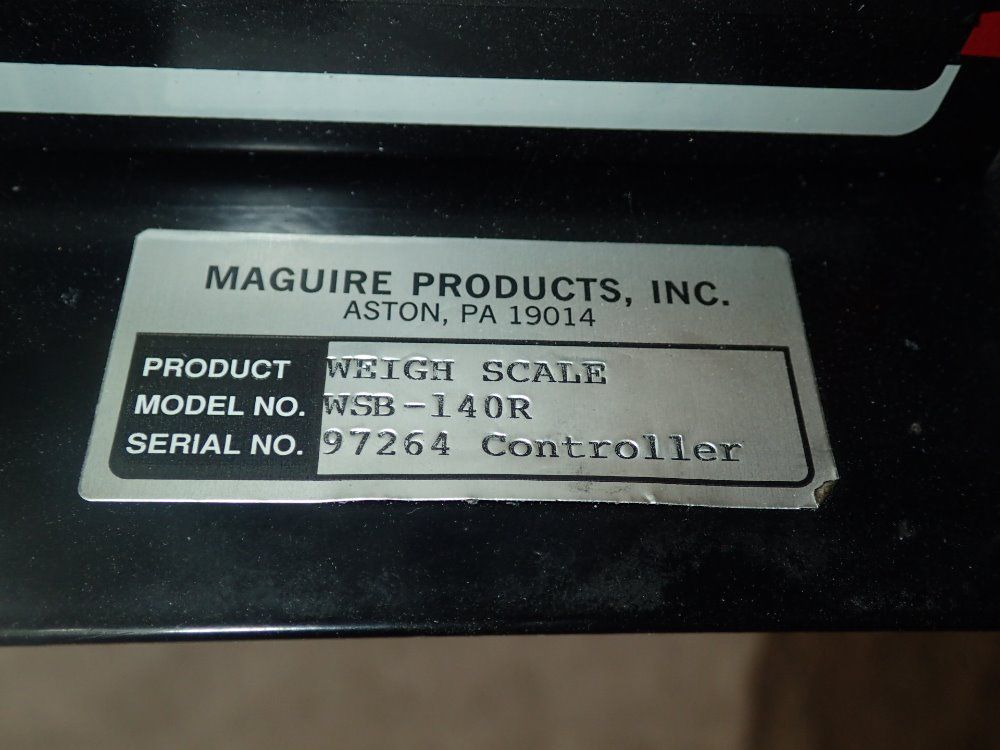 MAGUIRE PRODUCTS, INC.
ASTON, PA 19014
PRODUCT WEIGH SCALE
MODEL NO. WSB-140R
SERIAL NO. 97264 Controller